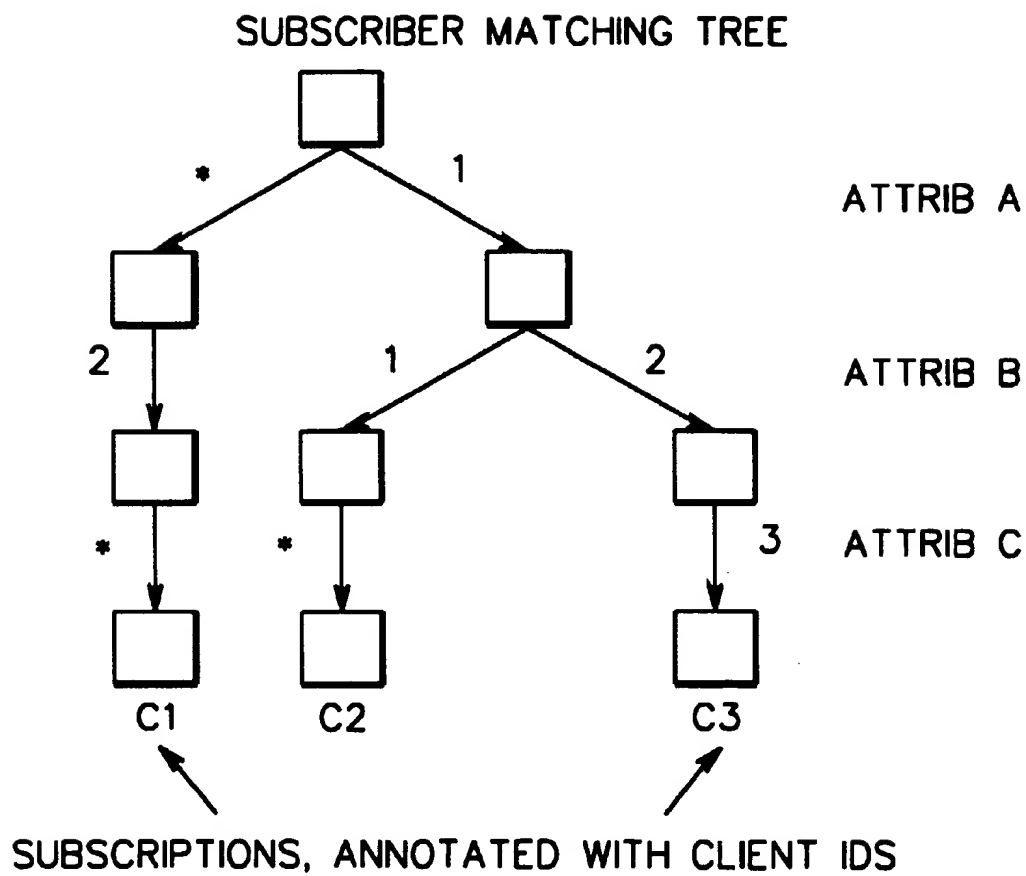 SUBSCRIBER MATCHING TREE
* 1
ATTRIB A
2 1 2
ATTRIB B
* * 3
ATTRIB C
C1 C2 C3
SUBSCRIPTIONS, ANNOTATED WITH CLIENT IDS